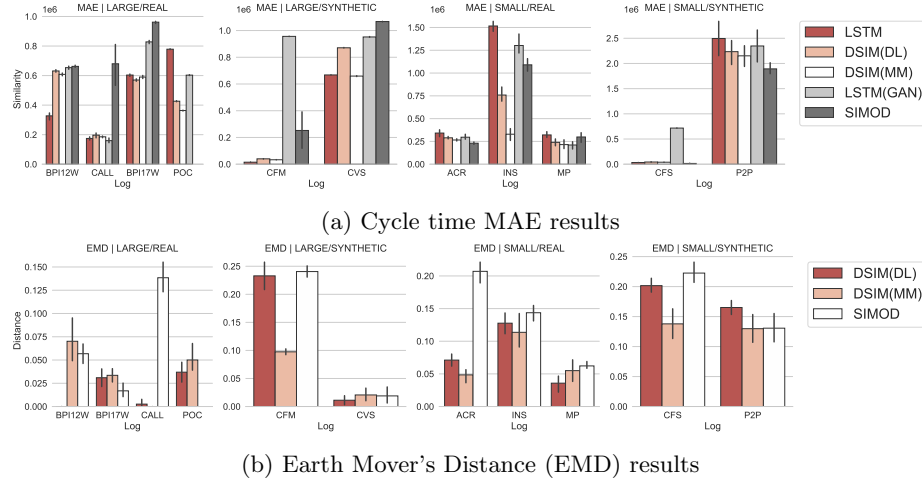 MAE | LARGE/REAL
1e6
1.0
0.8
0.6
0.4
0.2
0.0
Similarity
BPI12W CALL BPI17W POC
Log
MAE | LARGE/SYNTHETIC
1e6
1.0
0.8
0.6
0.4
0.2
0.0
CFM CVS
Log
MAE | SMALL/REAL
1e6
1.50
1.25
1.00
0.75
0.50
0.25
0.00
ACR INS MP
Log
MAE | SMALL/SYNTHETIC
1e6
2.5
2.0
1.5
1.0
0.5
0.0
CFS P2P
Log
LSTM
DSIM(DL)
DSIM(MM)
LSTM(GAN)
SIMOD
(a) Cycle time MAE results
EMD | LARGE/REAL
0.150
0.125
0.100
0.075
0.050
0.025
0.000
Distance
BPI12W BPI17W CALL POC
Log
EMD | LARGE/SYNTHETIC
0.25
0.20
0.15
0.10
0.05
0.00
CFM CVS
Log
EMD | SMALL/REAL
0.20
0.15
0.10
0.05
0.00
ACR INS MP
Log
EMD | SMALL/SYNTHETIC
0.25
0.20
0.15
0.10
0.05
0.00
CFS P2P
Log
DSIM(DL)
DSIM(MM)
SIMOD
(b) Earth Mover's Distance (EMD) results